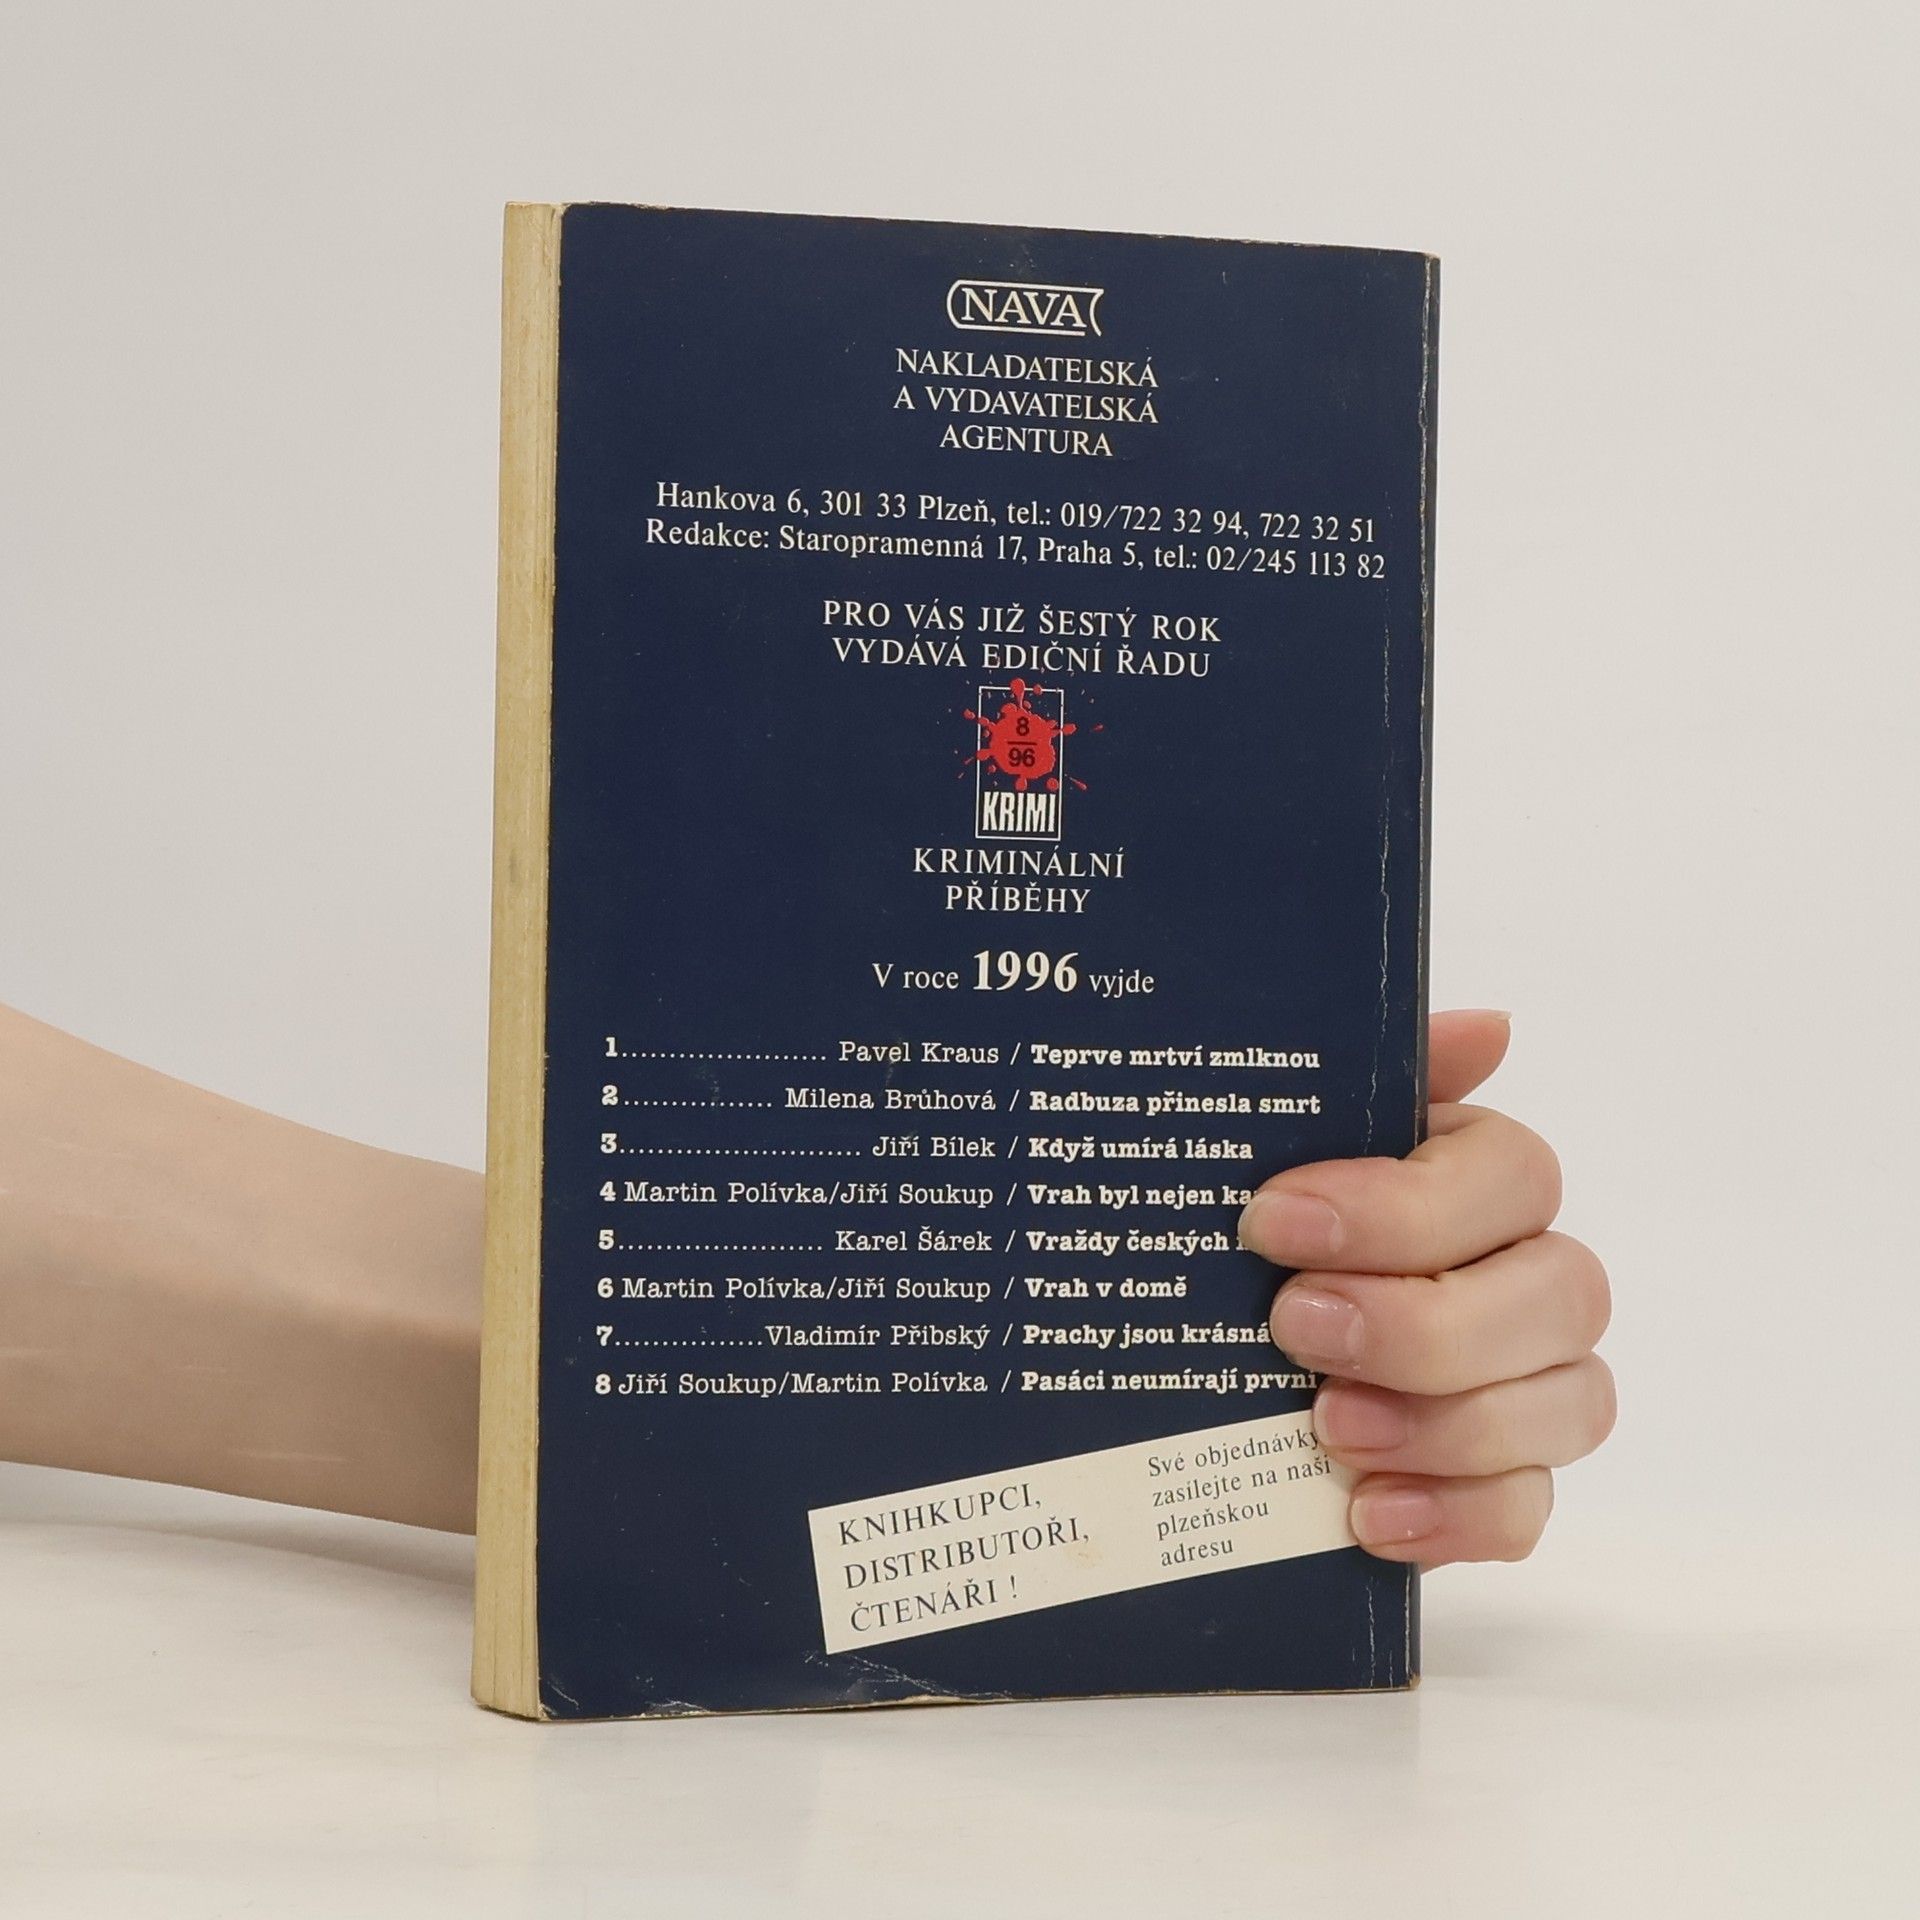 NAVA
NAKLADATELSKÁ
A VYDAVATELSKÁ
AGENTURA
Hankova 6, 301 33 Plzeň, tel.: 019/722 32 94, 722 32 51
Redakce: Staropramenná 17, Praha 5, tel.: 02/245 113 82
PRO VÁS JIŽ ŠESTÝ ROK
VYDÁVÁ EDIČNÍ ŘADU
8
96
KRIMI
KRIMINÁLNÍ
PŘÍBĚHY
V roce 1996 vyjde
1...................... Pavel Kraus / Teprve mrtví zmlknou
2................ Milena Brůhová / Radbuza přinesla smrt
3......................... Jiří Bílek / Když umírá láska
4 Martin Polívka/Jiří Soukup / Vrah byl nejen
5...................... Karel Šárek / Vraždy českých
6 Martin Polívka/Jiří Soukup / Vrah v domě
7................Vladimír Přibský / Prachy jsou krásná
8 Jiří Soukup/Martin Polívka / Pasáci neumírají první
KNIHKUPCI,
DISTRIBUTOŘI,
ČTENÁŘI !
Své objednávky
zasílejte na naši
plzeňskou
adresu